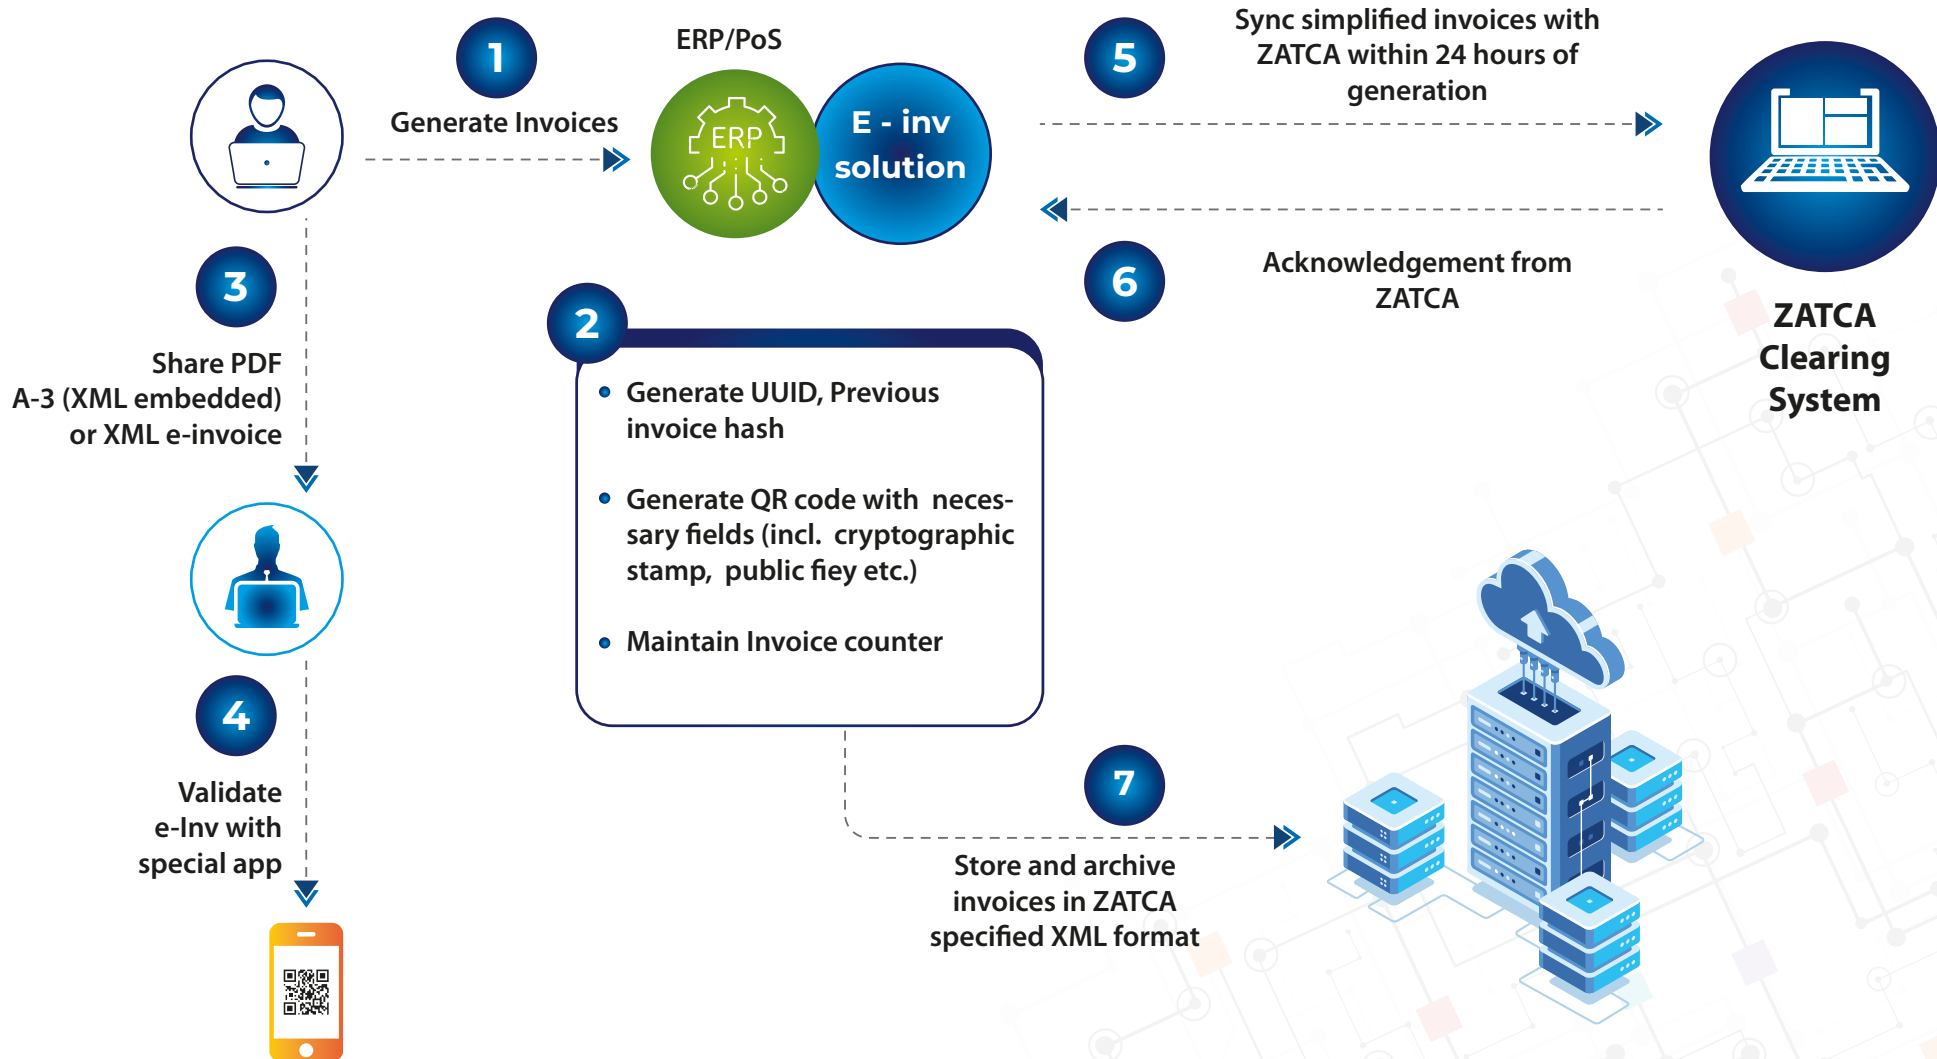 1
Generate Invoices
ERP/PoS
ERP
E - inv
solution
5
Sync simplified invoices with
ZATCA within 24 hours of
generation
6
Acknowledgement from
ZATCA
ZATCA
Clearing
System
3
Share PDF
A-3 (XML embedded)
or XML e-invoice
2
Generate UUID, Previous
invoice hash
Generate QR code with neces-
sary fields (incl. cryptographic
stamp, public fiey etc.)
Maintain Invoice counter
4
Validate
e-Inv with
special app
7
Store and archive
invoices in ZATCA
specified XML format